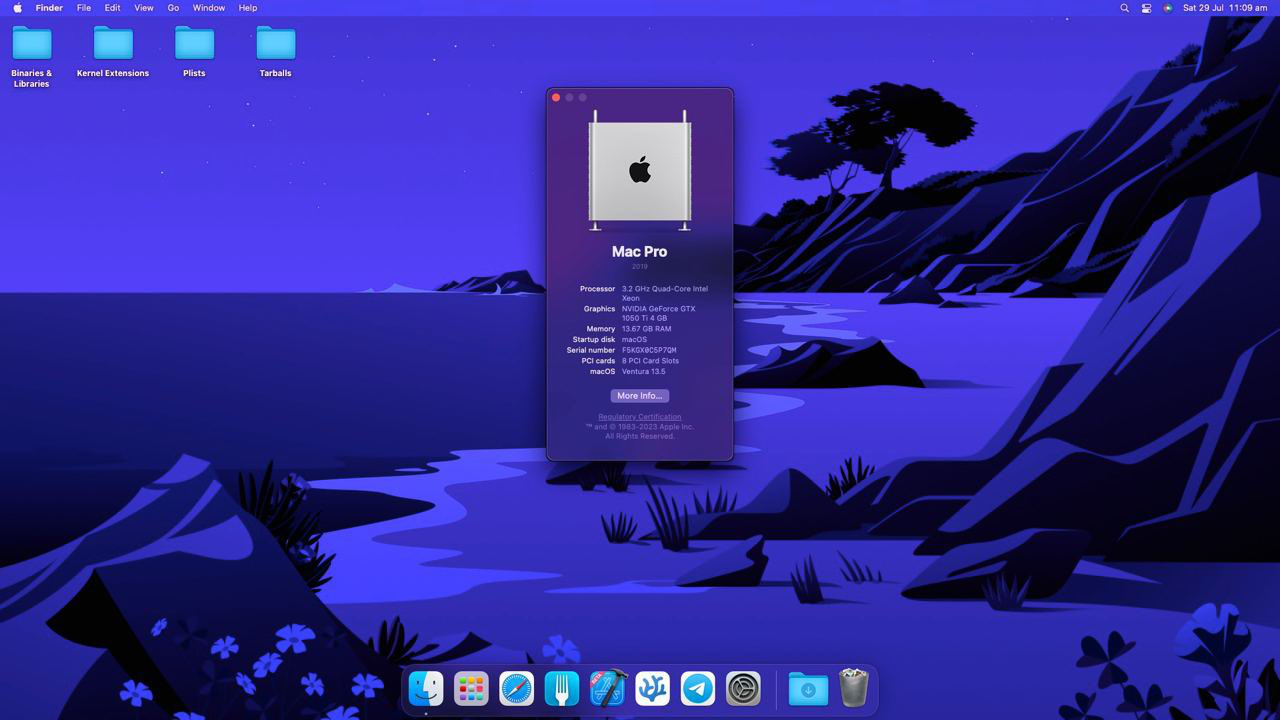 Finder File Edit View Go Window Help
Sat 29 Jul 11:09 am
Binaries &
Libraries
Kernel Extensions
Plists
Tarballs
Mac Pro
2019
Processor 3.2 GHz Quad-Core Intel
Xeon
Graphics NVIDIA GeForce GTX
1050 Ti 4 GB
Memory 13.67 GB RAM
Startup disk macOS
Serial number F5KGX0C5P7QM
PCI cards 8 PCI Card Slots
macOS Ventura 13.5
More Info...
Regulatory Certification
™ and © 1983-2023 Apple Inc.
All Rights Reserved.
BETA